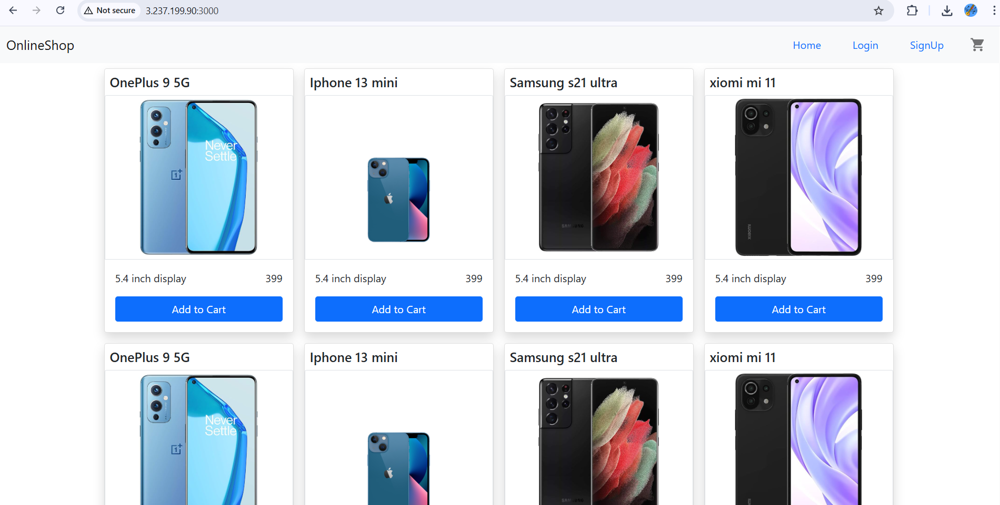 Not secure 3.237.199.90:3000
OnlineShop Home Login SignUp
OnePlus 9 5G Iphone 13 mini Samsung s21 ultra xiomi mi 11
Never
Settle
SAMSUNG
xiaomi
5.4 inch display 399 5.4 inch display 399 5.4 inch display 399 5.4 inch display 399
Add to Cart Add to Cart Add to Cart Add to Cart
OnePlus 9 5G Iphone 13 mini Samsung s21 ultra xiomi mi 11
Never
Settle
SAMSUNG